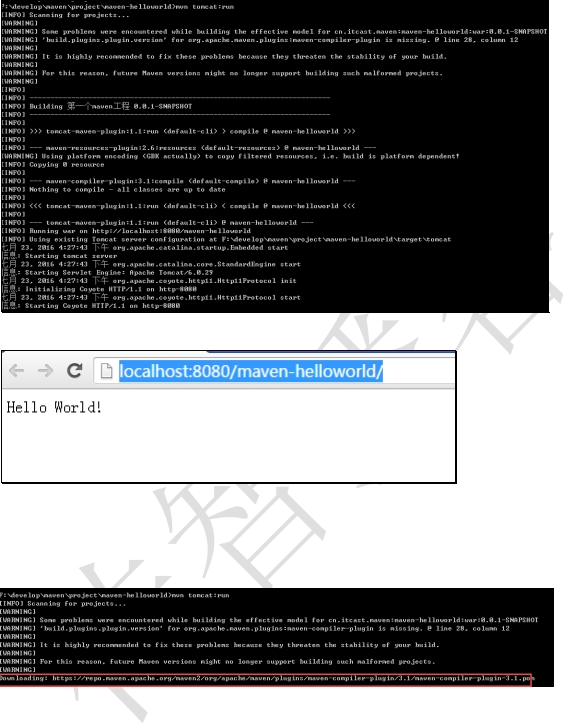 F:\develop\maven\project\maven-helloworld>mvn tomcat:run
[INFO] Scanning for projects...
[WARNING]
[WARNING] Some problems were encountered while building the effective model for cn.itcast.maven:maven-helloworld:war:0.0.1-SNAPSHOT
[WARNING] 'build.plugins.plugin.version' for org.apache.maven.plugins:maven-compiler-plugin is missing. @ line 28, column 12
[WARNING]
[WARNING] It is highly recommended to fix these problems because they threaten the stability of your build.
[WARNING]
[WARNING] For this reason, future Maven versions might no longer support building such malformed projects.
[WARNING]
[INFO]
[INFO] ------------------------------------------------------------------------
[INFO] Building 第一个maven工程 0.0.1-SNAPSHOT
[INFO] ------------------------------------------------------------------------
[INFO]
[INFO] >>> tomcat-maven-plugin:1.1:run (default-cli) > compile @ maven-helloworld >>>
[INFO]
[INFO] --- maven-resources-plugin:2.6:resources (default-resources) @ maven-helloworld ---
[WARNING] Using platform encoding (GBK actually) to copy filtered resources, i.e. build is platform dependent!
[INFO] Copying 0 resource
[INFO]
[INFO] --- maven-compiler-plugin:3.1:compile (default-compile) @ maven-helloworld ---
[INFO] Nothing to compile - all classes are up to date
[INFO]
[INFO] <<< tomcat-maven-plugin:1.1:run (default-cli) < compile @ maven-helloworld <<<
[INFO]
[INFO] --- tomcat-maven-plugin:1.1:run (default-cli) @ maven-helloworld ---
[INFO] Running war on http://localhost:8080/maven-helloworld
[INFO] Using existing Tomcat server configuration at F:\develop\maven\project\maven-helloworld\target\tomcat
七月 23, 2016 4:27:43 下午 org.apache.catalina.startup.Embedded start
信息: Starting tomcat server
七月 23, 2016 4:27:43 下午 org.apache.catalina.core.StandardEngine start
信息: Starting Servlet Engine: Apache Tomcat/6.0.29
七月 23, 2016 4:27:43 下午 org.apache.coyote.http11.Http11Protocol init
信息: Initializing Coyote HTTP/1.1 on http-8080
七月 23, 2016 4:27:43 下午 org.apache.coyote.http11.Http11Protocol start
信息: Starting Coyote HTTP/1.1 on http-8080
localhost:8080/maven-helloworld/
Hello World!
F:\develop\maven\project\maven-helloworld>mvn tomcat:run
[INFO] Scanning for projects...
[WARNING]
[WARNING] Some problems were encountered while building the effective model for cn.itcast.maven:maven-helloworld:war:0.0.1-SNAPSHOT
[WARNING] 'build.plugins.plugin.version' for org.apache.maven.plugins:maven-compiler-plugin is missing. @ line 28, column 12
[WARNING]
[WARNING] It is highly recommended to fix these problems because they threaten the stability of your build.
[WARNING]
[WARNING] For this reason, future Maven versions might no longer support building such malformed projects.
[WARNING]
Downloading: https://repo.maven.apache.org/maven2/org/apache/maven/plugins/maven-compiler-plugin/3.1/maven-compiler-plugin-3.1.pom